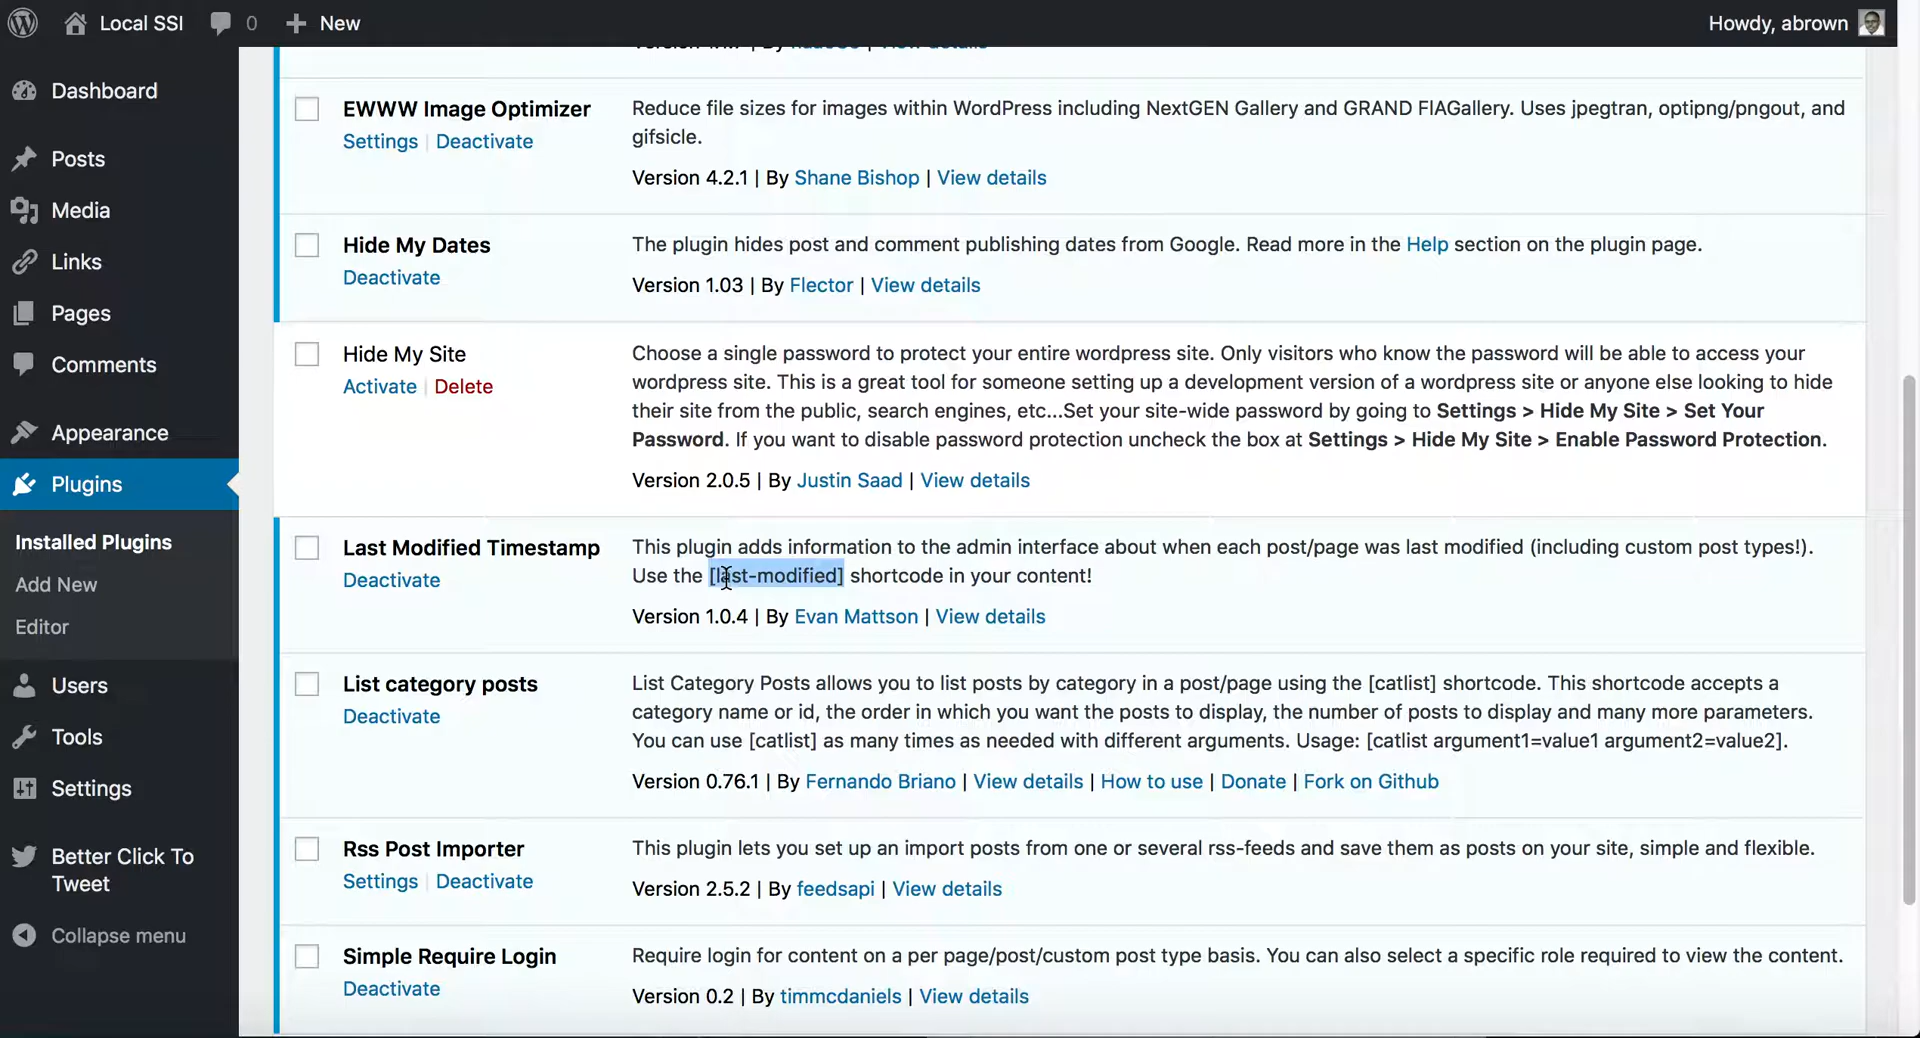 Local SSI 0 New Howdy, abrown
Dashboard
Posts
Media
Links
Pages
Comments
Appearance
Plugins
Installed Plugins
Add New
Editor
Users
Tools
Settings
Better Click To
Tweet
Collapse menu
EWWW Image Optimizer
Settings | Deactivate
Reduce file sizes for images within WordPress including NextGEN Gallery and GRAND FlAGallery. Uses jpegtran, optipng/pngout, and
gifsicle.
Version 4.2.1 | By Shane Bishop | View details
Hide My Dates
Deactivate
The plugin hides post and comment publishing dates from Google. Read more in the Help section on the plugin page.
Version 1.03 | By Flector | View details
Hide My Site
Activate | Delete
Choose a single password to protect your entire wordpress site. Only visitors who know the password will be able to access your
wordpress site. This is a great tool for someone setting up a development version of a wordpress site or anyone else looking to hide
their site from the public, search engines, etc...Set your site-wide password by going to Settings > Hide My Site > Set Your
Password. If you want to disable password protection uncheck the box at Settings > Hide My Site > Enable Password Protection.
Version 2.0.5 | By Justin Saad | View details
Last Modified Timestamp
Deactivate
This plugin adds information to the admin interface about when each post/page was last modified (including custom post types!).
Use the [last-modified] shortcode in your content!
Version 1.0.4 | By Evan Mattson | View details
List category posts
Deactivate
List Category Posts allows you to list posts by category in a post/page using the [catlist] shortcode. This shortcode accepts a
category name or id, the order in which you want the posts to display, the number of posts to display and many more parameters.
You can use [catlist] as many times as needed with different arguments. Usage: [catlist argument1=value1 argument2=value2].
Version 0.76.1 | By Fernando Briano | View details | How to use | Donate | Fork on Github
Rss Post Importer
Settings | Deactivate
This plugin lets you set up an import posts from one or several rss-feeds and save them as posts on your site, simple and flexible.
Version 2.5.2 | By feedsapi | View details
Simple Require Login
Deactivate
Require login for content on a per page/post/custom post type basis. You can also select a specific role required to view the content.
Version 0.2 | By timmcdaniels | View details